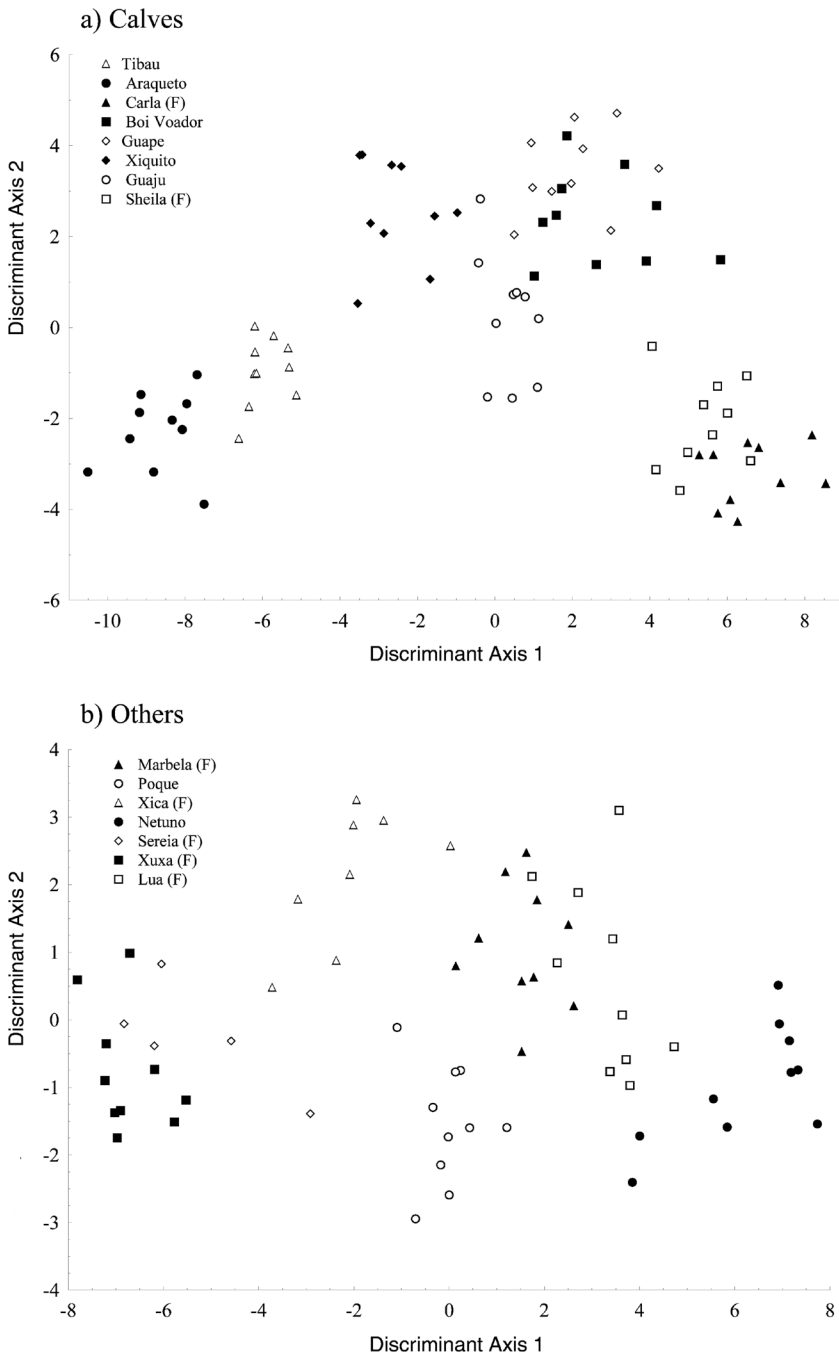 a) Calves
6
4
2
0
-2
-4
-6
Discriminant Axis 2
Tibau
Araqueto
Carla (F)
Boi Voador
Guape
Xiquito
Guaju
Sheila (F)
-10 -8 -6 -4 -2 0 2 4 6 8
Discriminant Axis 1
b) Others
4
3
2
1
0
-1
-2
-3
-4
Discriminant Axis 2
Marbela (F)
Poque
Xica (F)
Netuno
Sereia (F)
Xuxa (F)
Lua (F)
-8 -6 -4 -2 0 2 4 6 8
Discriminant Axis 1